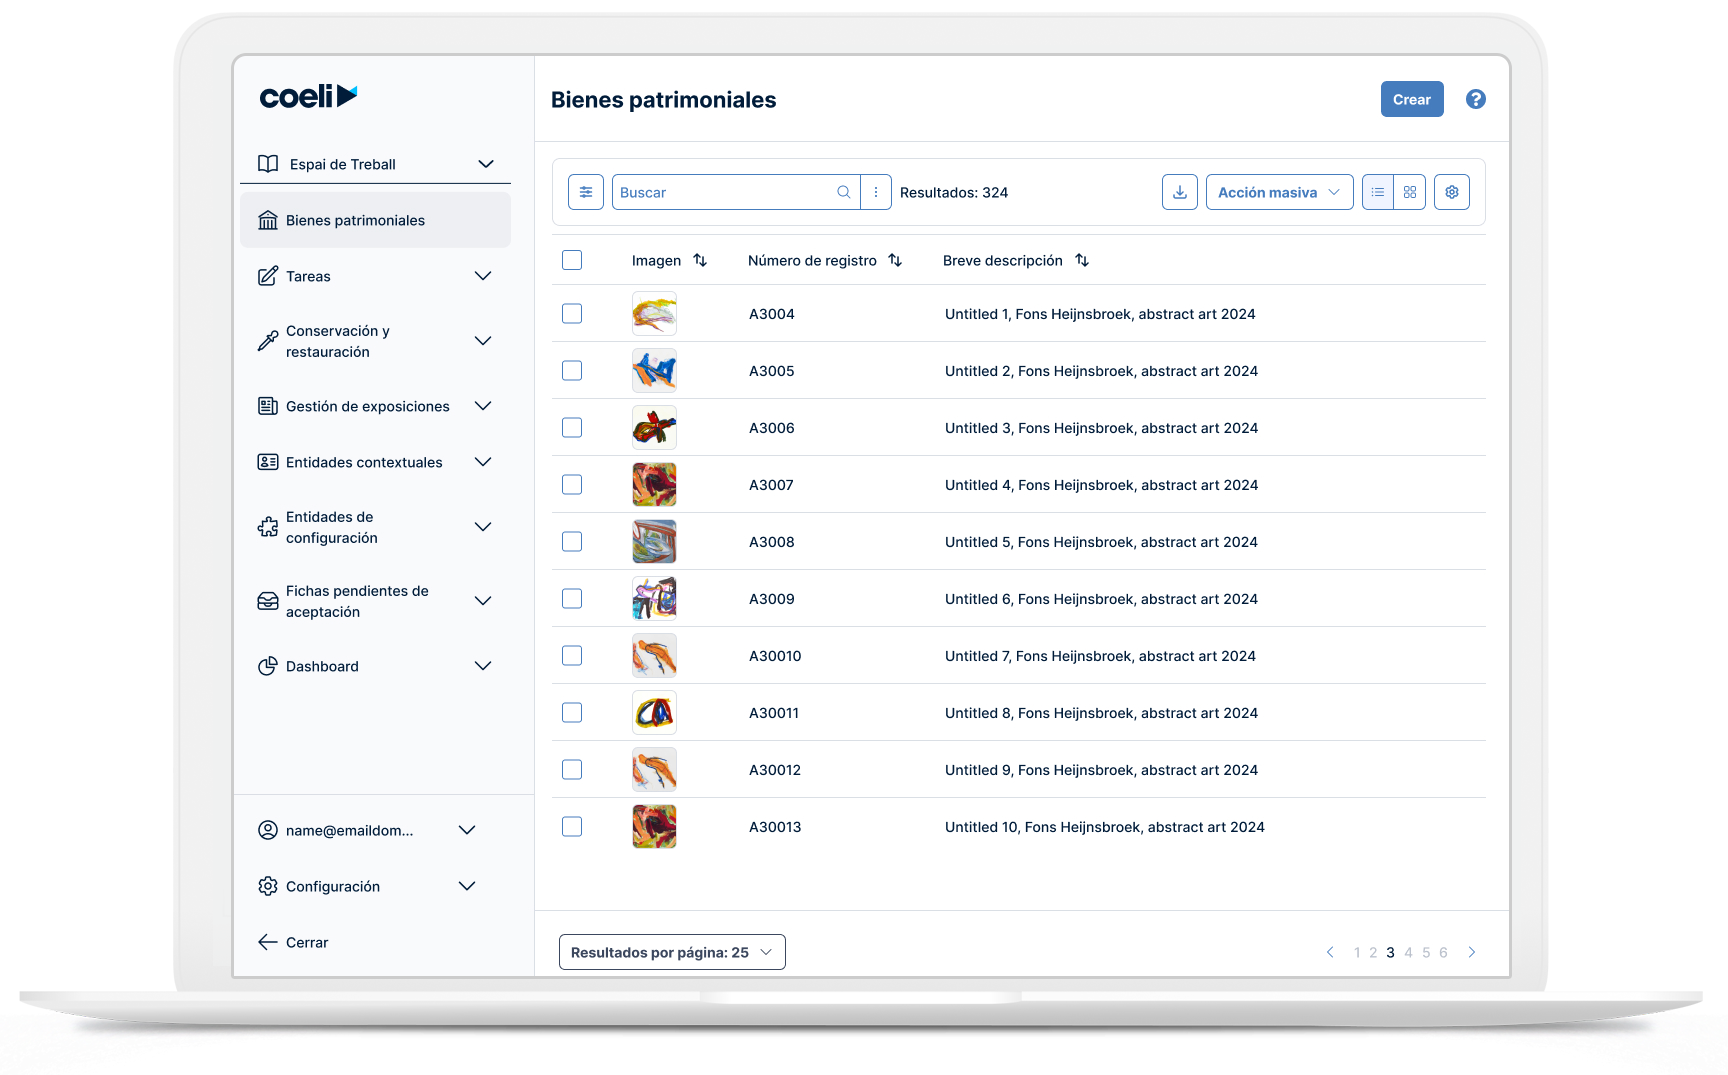 coeli
Espai de Treball
Bienes patrimoniales
Tareas
Conservación y
restauración
Gestión de exposiciones
Entidades contextuales
Entidades de
configuración
Fichas pendientes de
aceptación
Dashboard
name@emaildom...
Configuración
Cerrar
Bienes patrimoniales
Crear
?
Buscar
Resultados: 324
Acción masiva
Imagen Número de registro Breve descripción
A3004 Untitled 1, Fons Heijnsbroek, abstract art 2024
A3005 Untitled 2, Fons Heijnsbroek, abstract art 2024
A3006 Untitled 3, Fons Heijnsbroek, abstract art 2024
A3007 Untitled 4, Fons Heijnsbroek, abstract art 2024
A3008 Untitled 5, Fons Heijnsbroek, abstract art 2024
A3009 Untitled 6, Fons Heijnsbroek, abstract art 2024
A30010 Untitled 7, Fons Heijnsbroek, abstract art 2024
A30011 Untitled 8, Fons Heijnsbroek, abstract art 2024
A30012 Untitled 9, Fons Heijnsbroek, abstract art 2024
A30013 Untitled 10, Fons Heijnsbroek, abstract art 2024
Resultados por página: 25
1 2 3 4 5 6